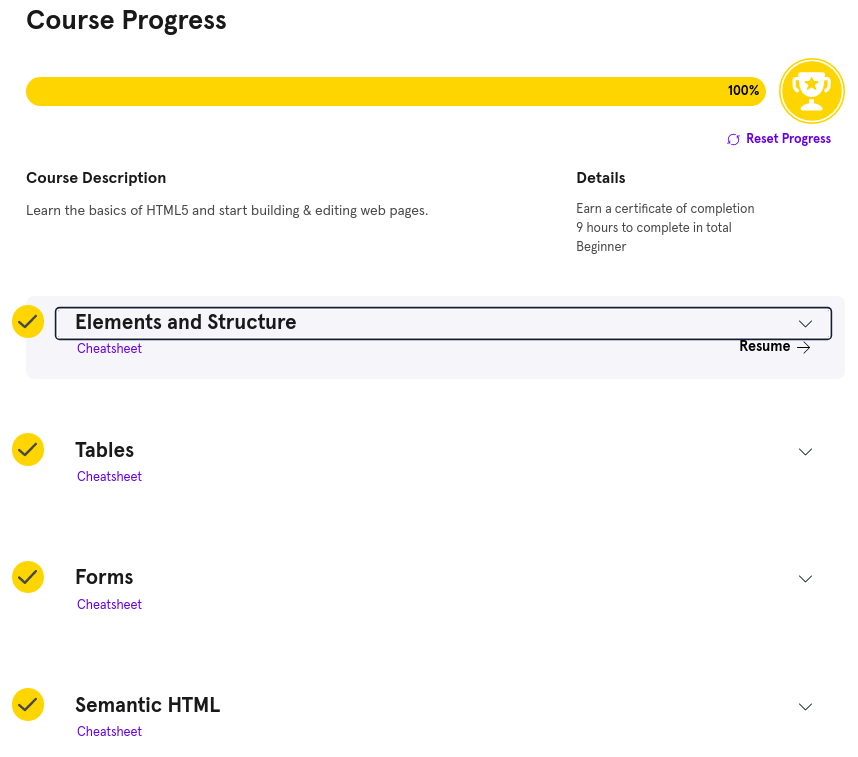 Course Progress
100%
Reset Progress
Course Description
Learn the basics of HTML5 and start building & editing web pages.
Details
Earn a certificate of completion
9 hours to complete in total
Beginner
Elements and Structure
Cheatsheet
Resume
Tables
Cheatsheet
Forms
Cheatsheet
Semantic HTML
Cheatsheet